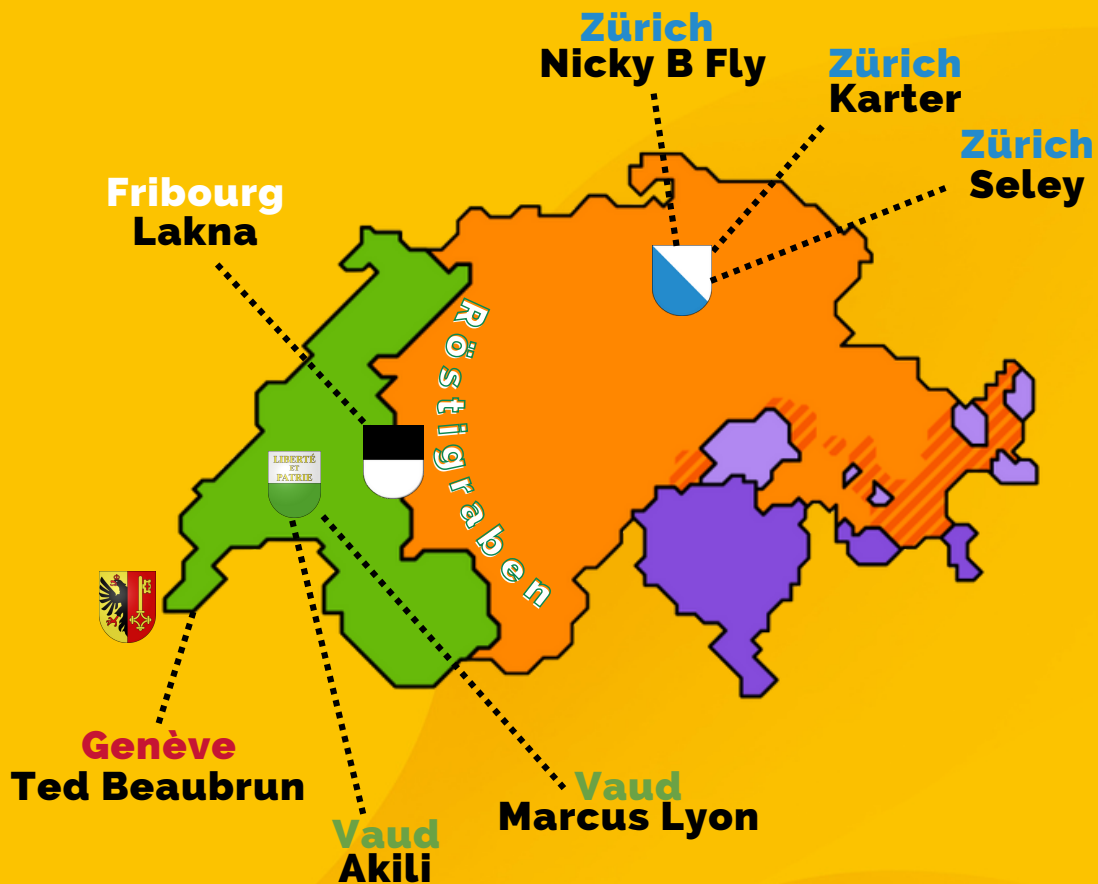 Zürich
Nicky B Fly
Zürich
Karter
Zürich
Seley
Fribourg
Lakna
Röstigraben
LIBERTÉ
ET
PATRIE
Genève
Ted Beaubrun
Vaud
Marcus Lyon
Vaud
Akili